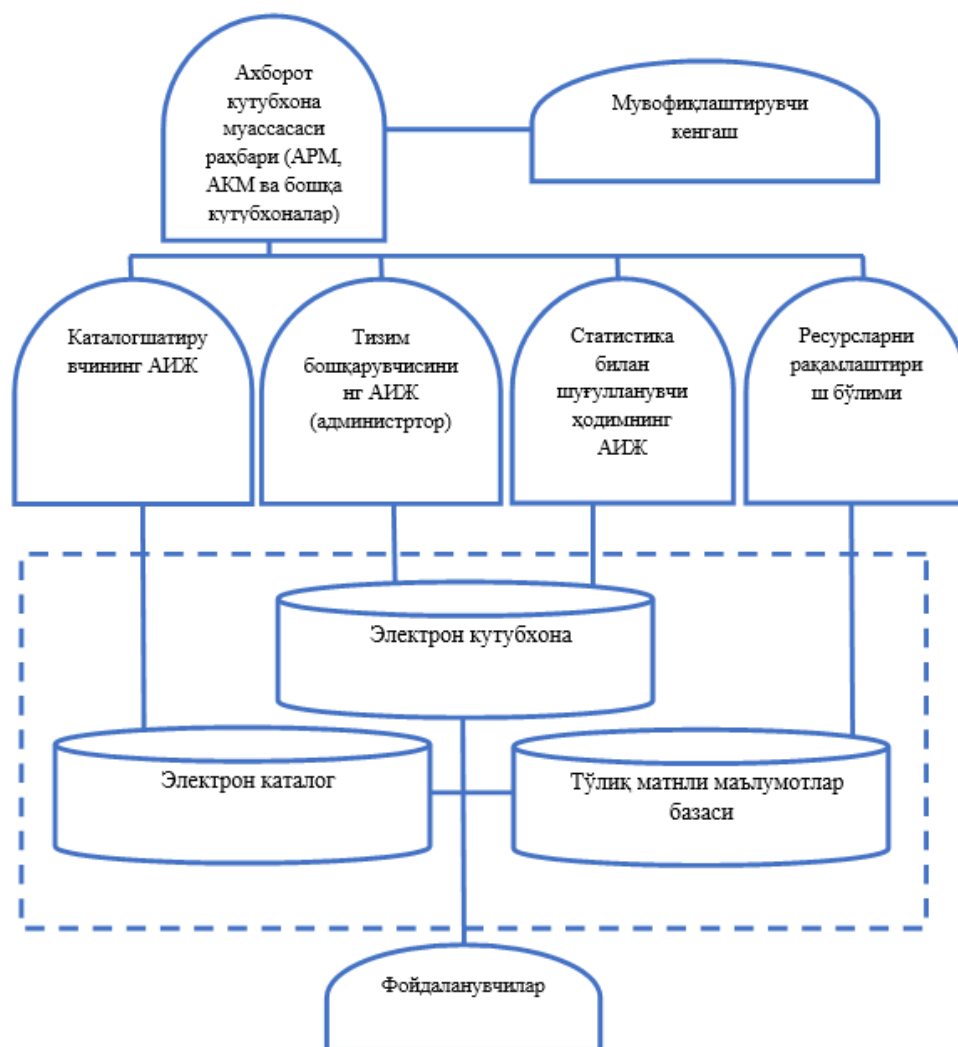 Ахборот
кутубхона
муассасаси
раҳбари (АРМ,
АКМ ва бошқа
кутубхоналар)
Мувофиқлаштирувчи
кенгаш
Каталогшатиру
вчининг АИЖ
Тизим
бошқарувчисини
нг АИЖ
(администртор)
Статистика
билан
шуғулланувчи
ҳодимнинг
АИЖ
Ресурсларни
рақамлаштири
ш бўлими
Электрон кутубхона
Электрон каталог
Тўлиқ матнли маълумотлар
базаси
Фойдаланувчилар